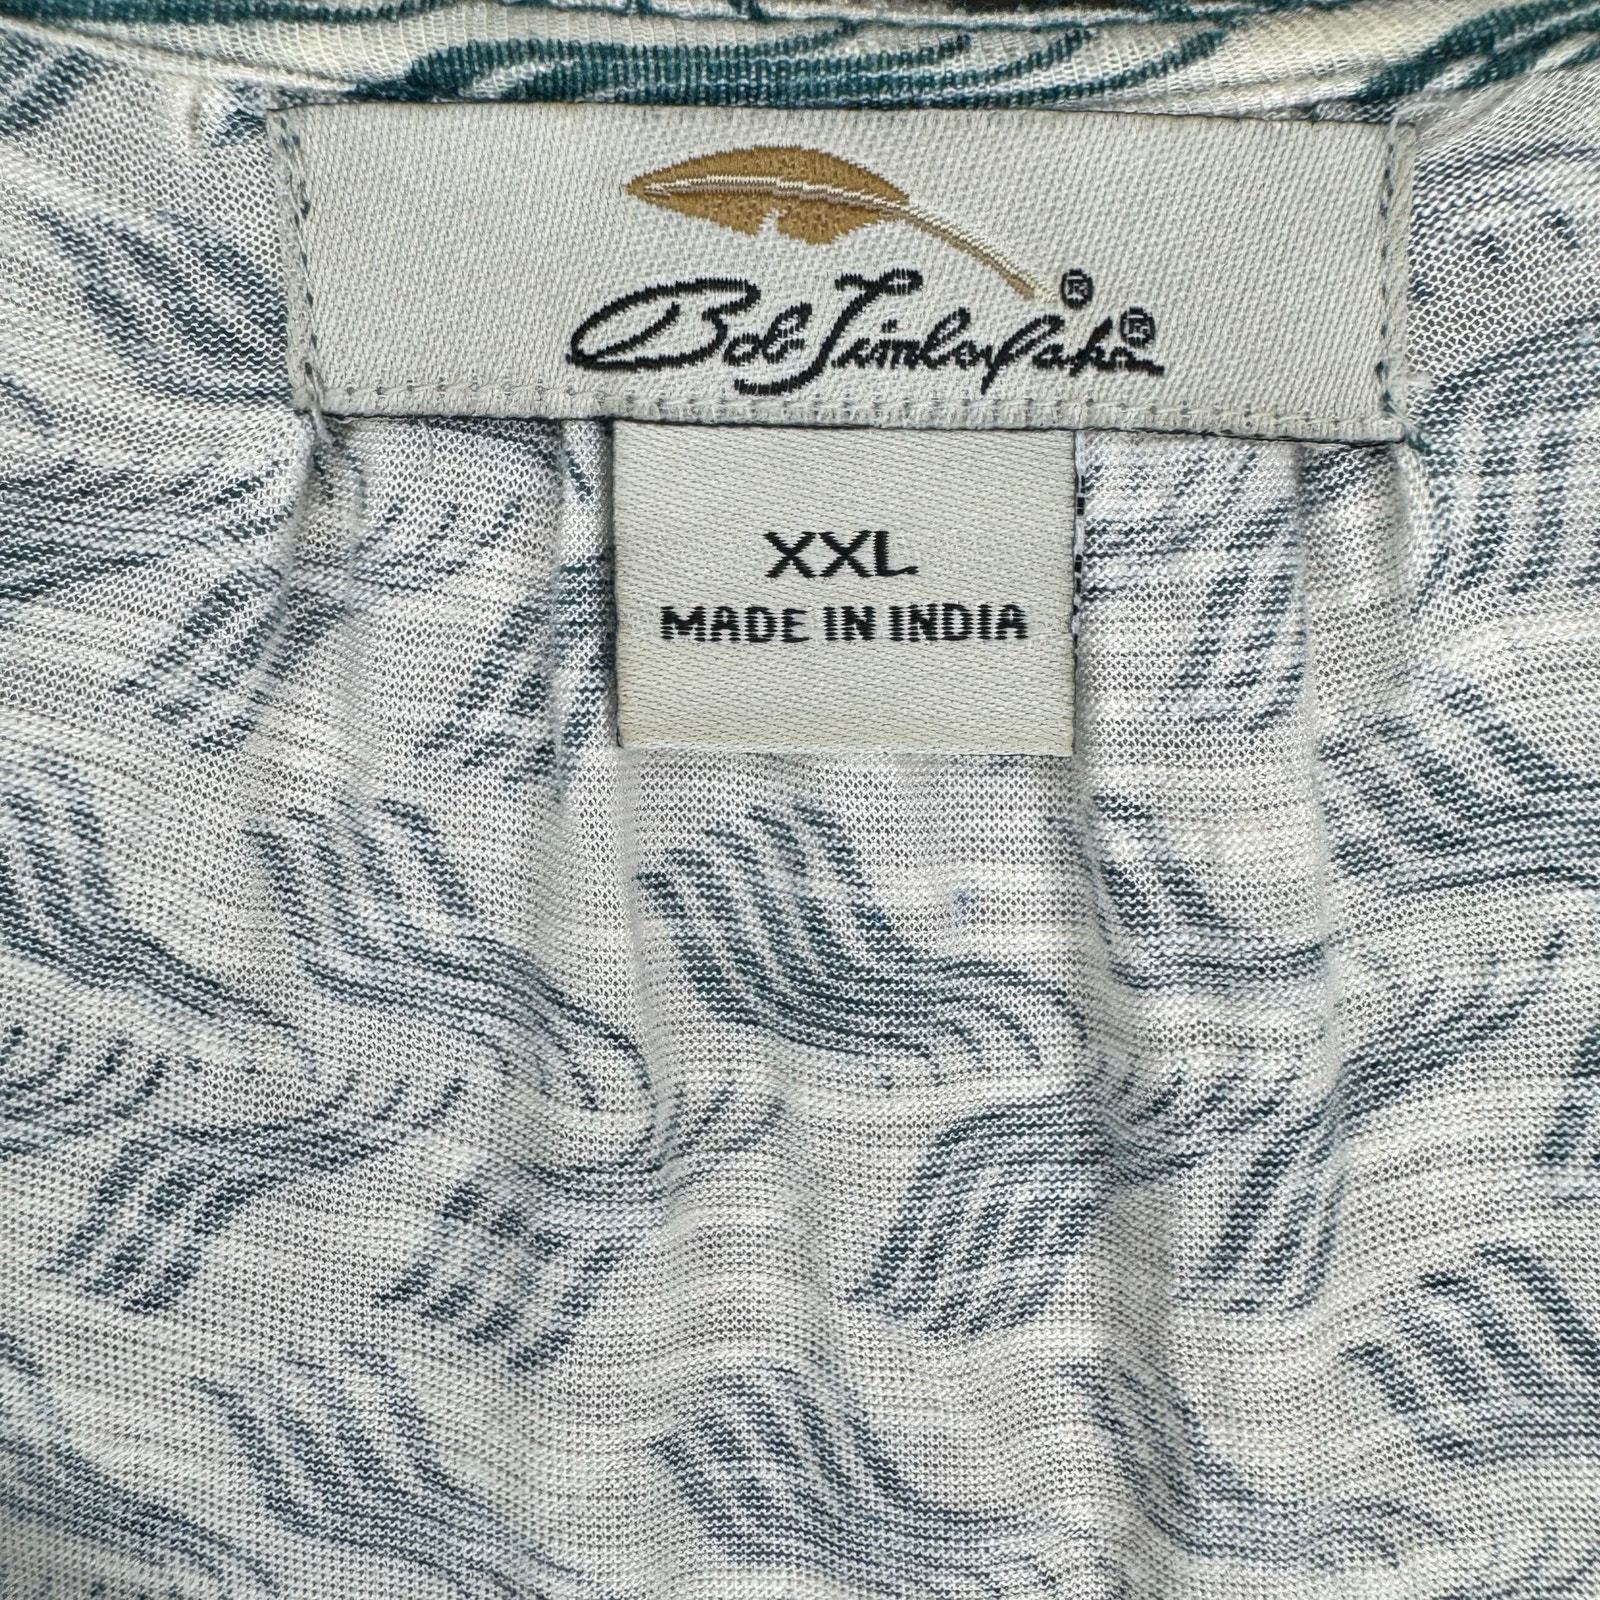 Bob Timberlake® ®
XXL
MADE IN INDIA